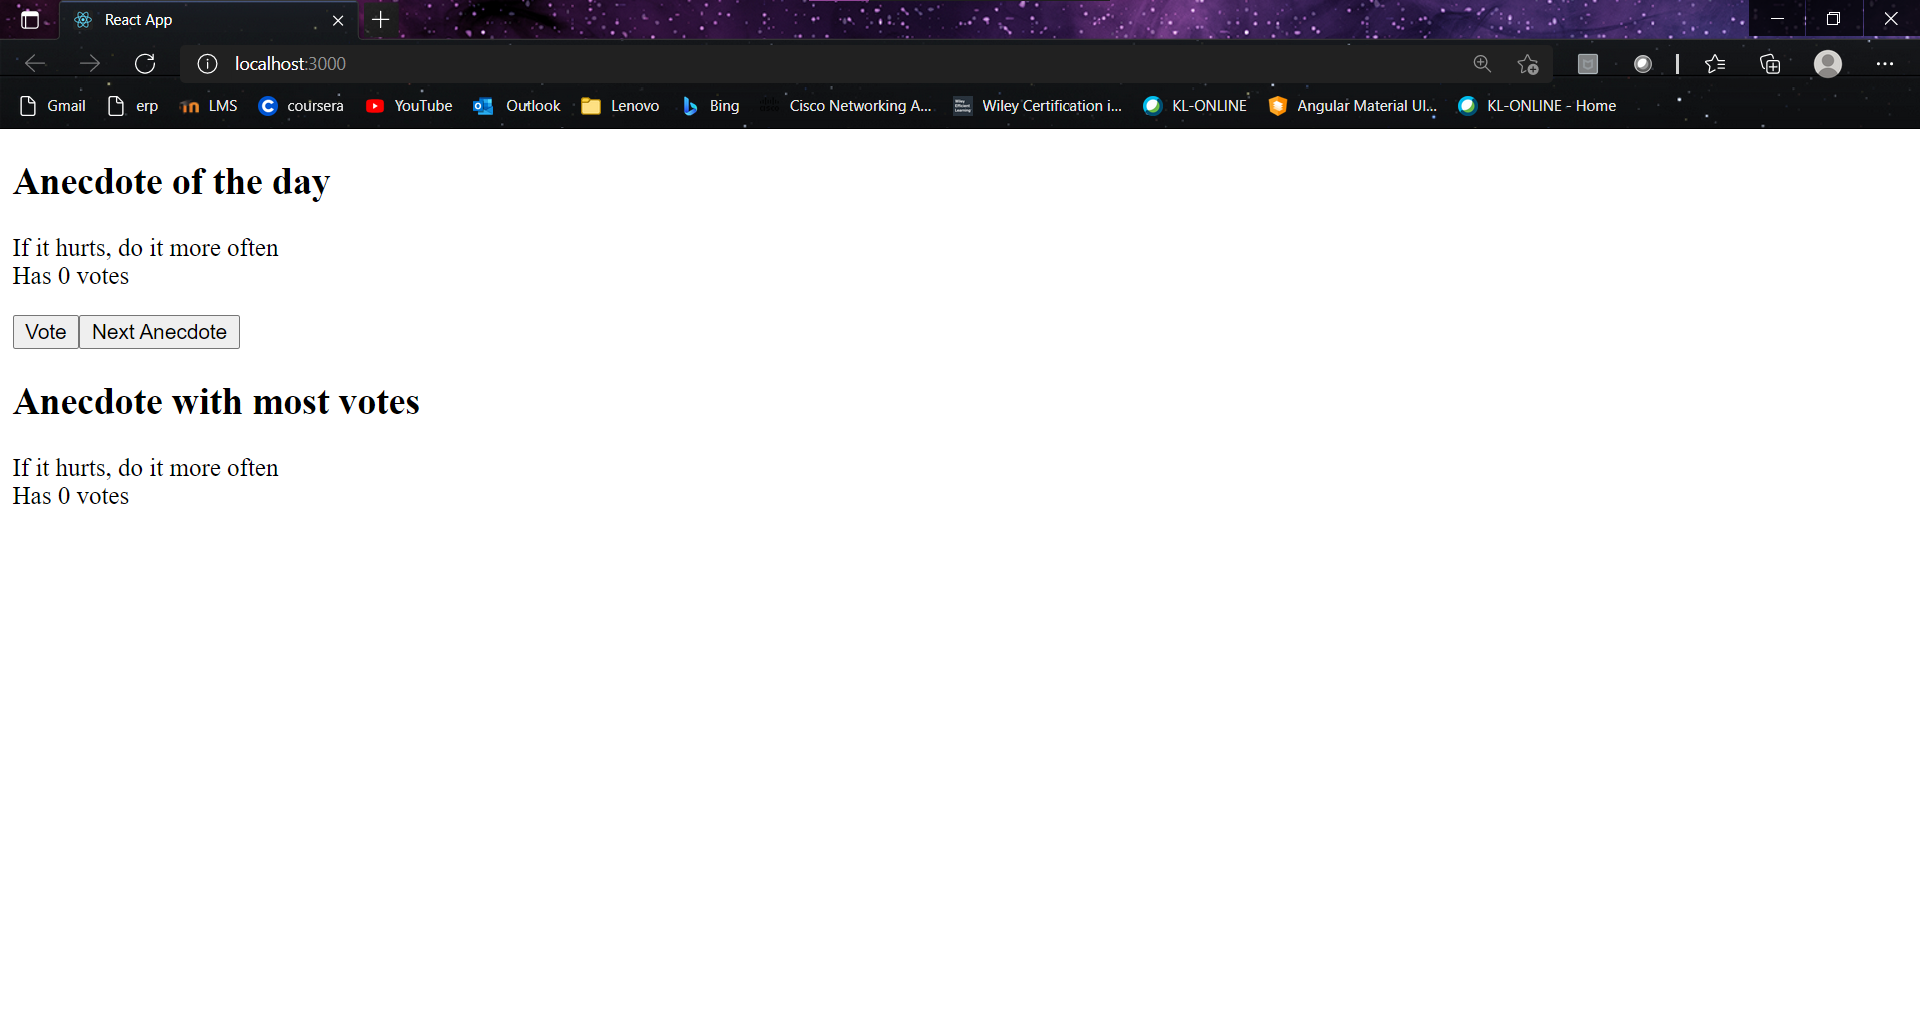 React App
localhost:3000
Gmail erp LMS coursera YouTube Outlook Lenovo Bing Cisco Networking A... Wiley Certification i... KL-ONLINE Angular Material UI... KL-ONLINE - Home
Anecdote of the day
If it hurts, do it more often
Has 0 votes
Vote Next Anecdote
Anecdote with most votes
If it hurts, do it more often
Has 0 votes